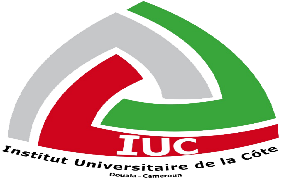 IUC
Institut Universitaire de la Côte
Douala - Cameroun